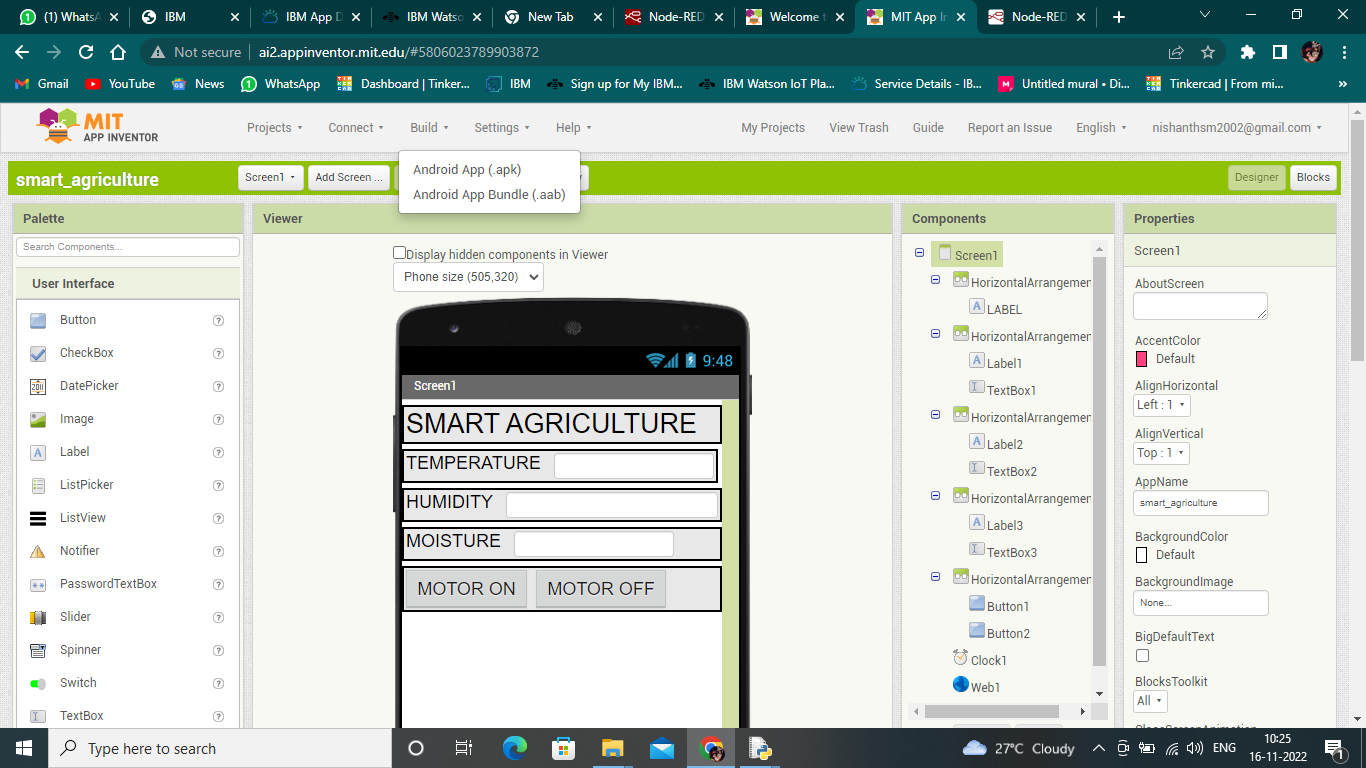 (1) WhatsA
IBM
IBM App D
IBM Watso
New Tab
Node-RED
Welcome t
MIT App In
Node-RED
Not secure
ai2.appinventor.mit.edu/#5806023789903872
Gmail
YouTube
News
WhatsApp
Dashboard | Tinker...
IBM
Sign up for My IBM...
IBM Watson IoT Pla...
Service Details - IB...
Untitled mural • Di...
Tinkercad | From mi...
»
MIT
APP INVENTOR
Projects
Connect
Build
Settings
Help
My Projects
View Trash
Guide
Report an Issue
English
nishanthsm2002@gmail.com
Android App (.apk)
Android App Bundle (.aab)
smart_agriculture
Screen1
Add Screen ...
Designer
Blocks
Palette
Search Components...
User Interface
Button
CheckBox
DatePicker
Image
Label
ListPicker
ListView
Notifier
PasswordTextBox
Slider
Spinner
Switch
TextBox
Viewer
Display hidden components in Viewer
Phone size (505,320)
9:48
Screen1
SMART AGRICULTURE
TEMPERATURE
HUMIDITY
MOISTURE
MOTOR ON
MOTOR OFF
Components
Screen1
HorizontalArrangemen
LABEL
HorizontalArrangemen
Label1
TextBox1
HorizontalArrangemen
Label2
TextBox2
HorizontalArrangemen
Label3
TextBox3
HorizontalArrangemen
Button1
Button2
Clock1
Web1
Properties
Screen1
AboutScreen
AccentColor
Default
AlignHorizontal
Left : 1
AlignVertical
Top : 1
AppName
smart_agriculture
BackgroundColor
Default
BackgroundImage
None...
BigDefaultText
BlocksToolkit
All
Type here to search
27°C Cloudy
ENG
10:25
16-11-2022
1